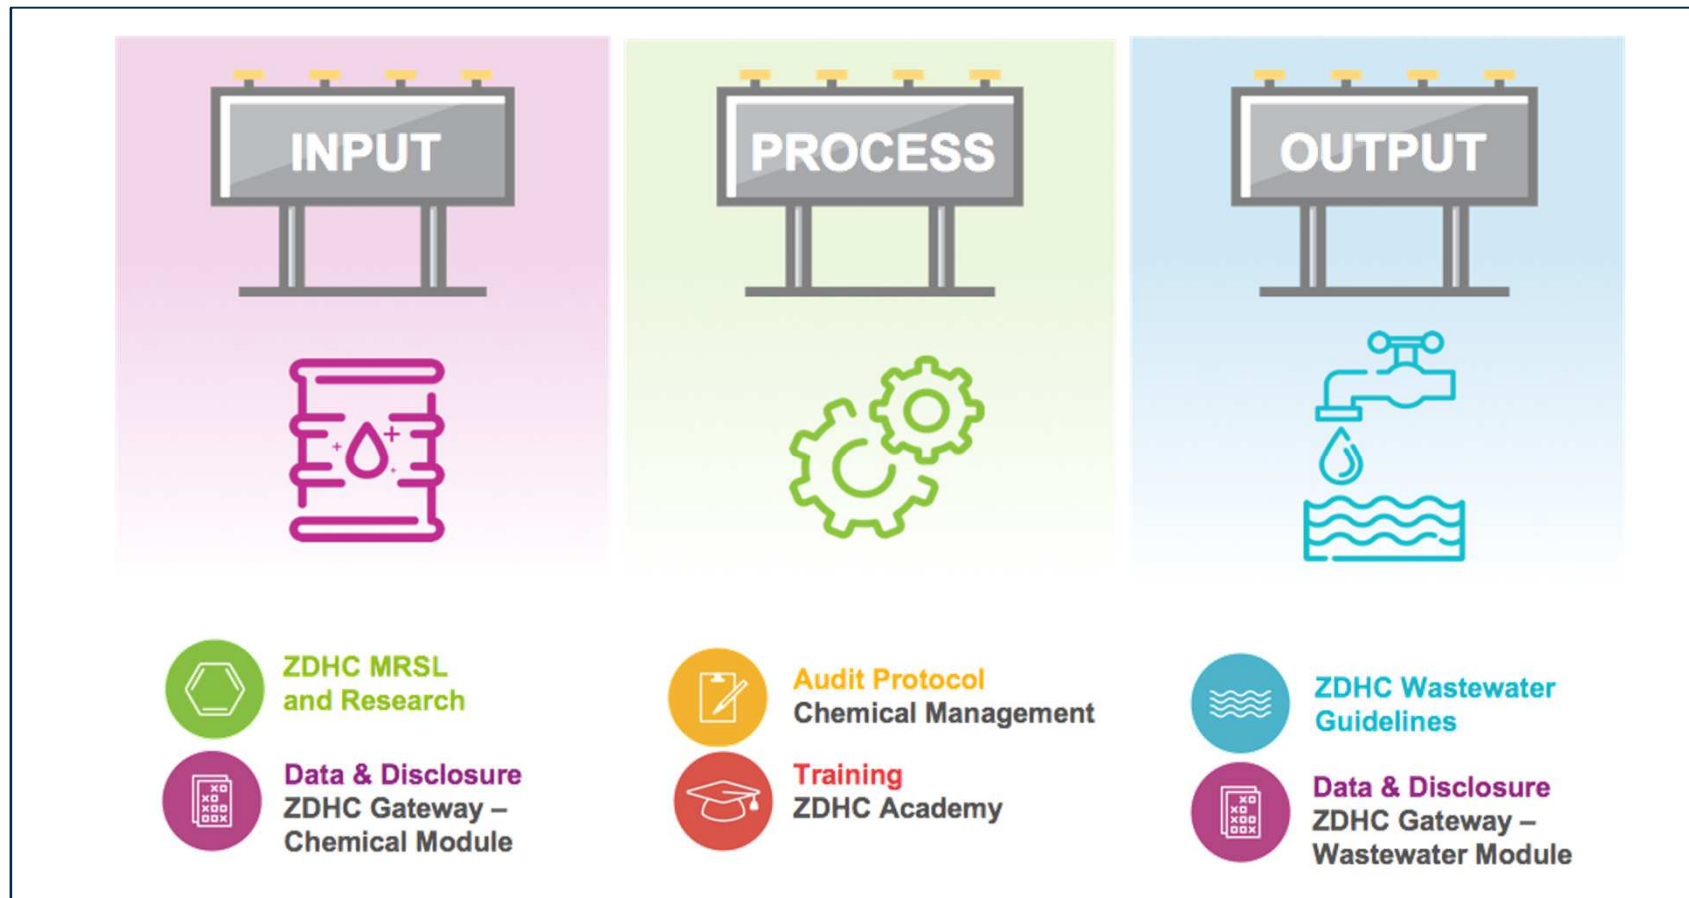 INPUT
PROCESS
OUTPUT
ZDHC MRSL
and Research
Data & Disclosure
ZDHC Gateway –
Chemical Module
Audit Protocol
Chemical Management
Training
ZDHC Academy
ZDHC Wastewater
Guidelines
Data & Disclosure
ZDHC Gateway –
Wastewater Module